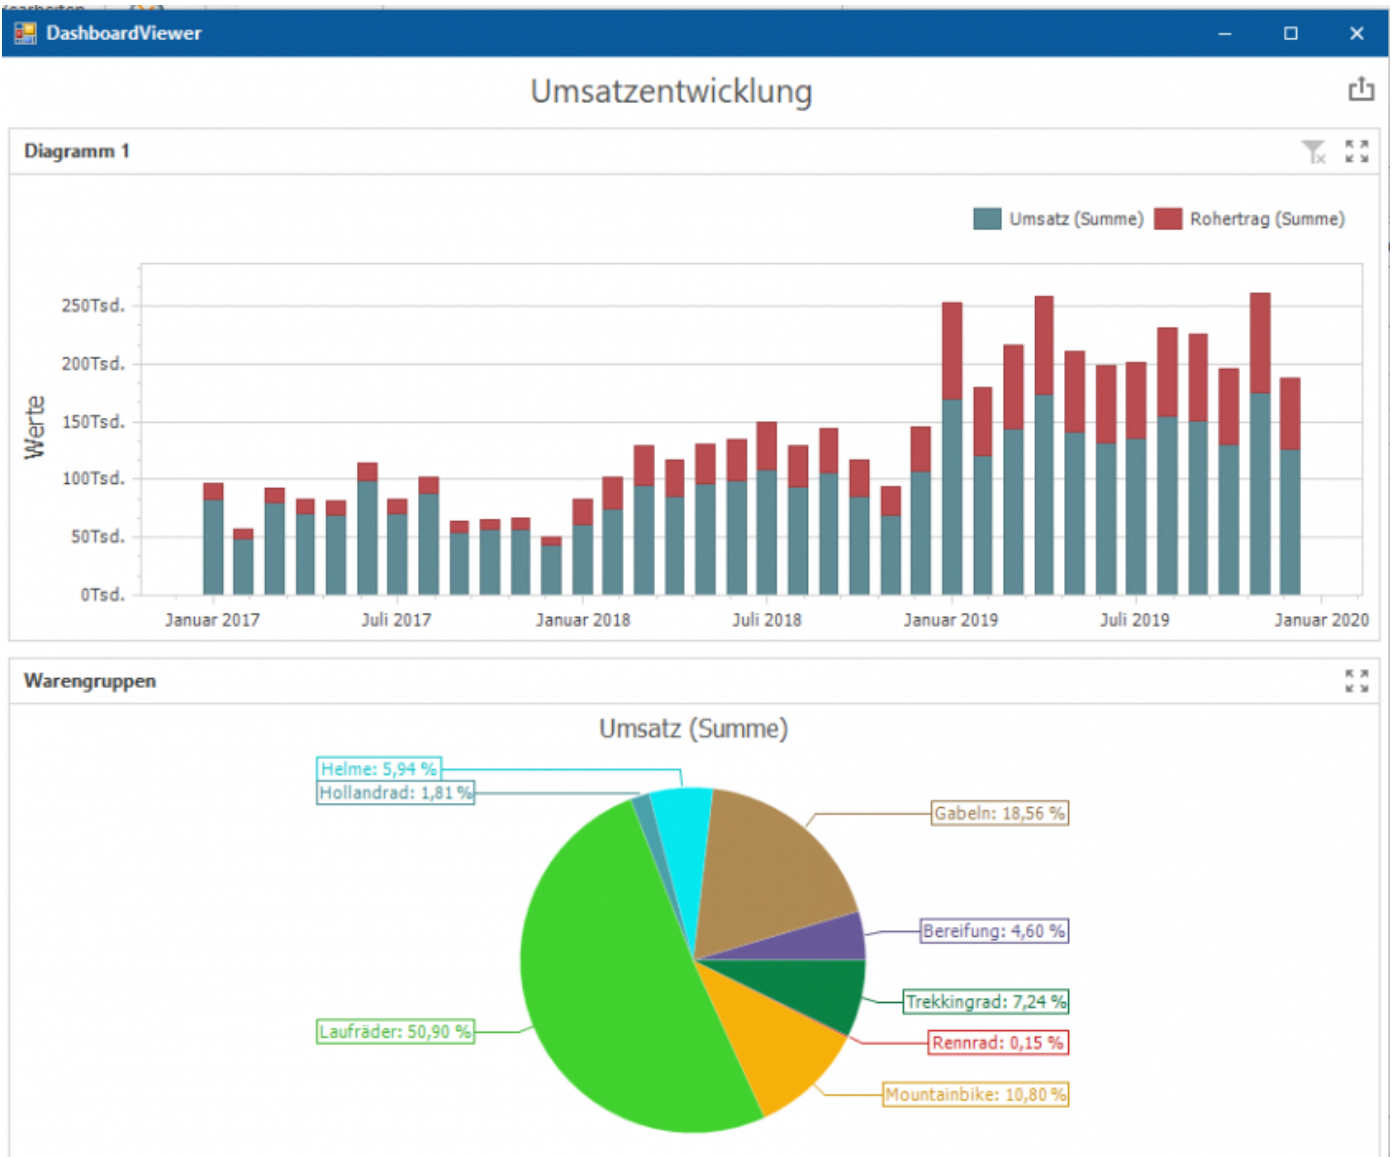 DashboardViewer
Umsatzentwicklung
Diagramm 1
Umsatz (Summe) Rohertrag (Summe)
Werte
250Tsd.
200Tsd.
150Tsd.
100Tsd.
50Tsd.
0Tsd.
Januar 2017 Juli 2017 Januar 2018 Juli 2018 Januar 2019 Juli 2019 Januar 2020
Warengruppen
Umsatz (Summe)
Helme: 5,94 %
Hollandrad: 1,81 %
Gabeln: 18,56 %
Bereifung: 4,60 %
Trekkingrad: 7,24 %
Laufräder: 50,90 %
Rennrad: 0,15 %
Mountainbike: 10,80 %